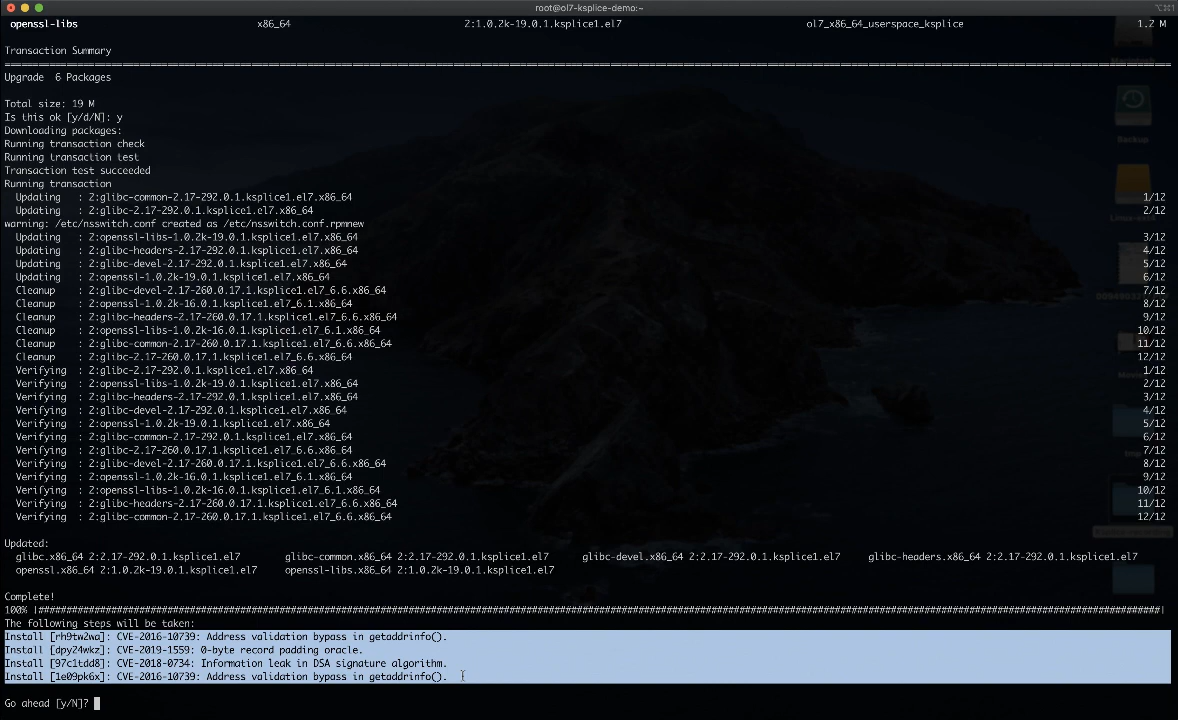 root@ol7-ksplice-demo:~
openssl-libs x86_64 2:1.0.2k-19.0.1.ksplice1.el7 ol7_x86_64_userspace_ksplice 1.2 M
Transaction Summary
================================================================================
Upgrade  6 Packages
Total size: 19 M
Is this ok [y/d/N]: y
Downloading packages:
Running transaction check
Running transaction test
Transaction test succeeded
Running transaction
Updating : 2:glibc-common-2.17-292.0.1.ksplice1.el7.x86_64 1/12
Updating : 2:glibc-2.17-292.0.1.ksplice1.el7.x86_64 2/12
warning: /etc/nsswitch.conf created as /etc/nsswitch.conf.rpmnew
Updating : 2:openssl-libs-1.0.2k-19.0.1.ksplice1.el7.x86_64 3/12
Updating : 2:glibc-headers-2.17-292.0.1.ksplice1.el7.x86_64 4/12
Updating : 2:glibc-devel-2.17-292.0.1.ksplice1.el7.x86_64 5/12
Updating : 2:openssl-1.0.2k-19.0.1.ksplice1.el7.x86_64 6/12
Cleanup : 2:glibc-devel-2.17-260.0.17.1.ksplice1.el7_6.6.x86_64 7/12
Cleanup : 2:openssl-1.0.2k-16.0.1.ksplice1.el7_6.1.x86_64 8/12
Cleanup : 2:glibc-headers-2.17-260.0.17.1.ksplice1.el7_6.6.x86_64 9/12
Cleanup : 2:openssl-libs-1.0.2k-16.0.1.ksplice1.el7_6.1.x86_64 10/12
Cleanup : 2:glibc-common-2.17-260.0.17.1.ksplice1.el7_6.6.x86_64 11/12
Cleanup : 2:glibc-2.17-260.0.17.1.ksplice1.el7_6.6.x86_64 12/12
Verifying : 2:glibc-2.17-292.0.1.ksplice1.el7.x86_64 1/12
Verifying : 2:openssl-libs-1.0.2k-19.0.1.ksplice1.el7.x86_64 2/12
Verifying : 2:glibc-headers-2.17-292.0.1.ksplice1.el7.x86_64 3/12
Verifying : 2:glibc-devel-2.17-292.0.1.ksplice1.el7.x86_64 4/12
Verifying : 2:openssl-1.0.2k-19.0.1.ksplice1.el7.x86_64 5/12
Verifying : 2:glibc-common-2.17-292.0.1.ksplice1.el7.x86_64 6/12
Verifying : 2:glibc-2.17-260.0.17.1.ksplice1.el7_6.6.x86_64 7/12
Verifying : 2:glibc-devel-2.17-260.0.17.1.ksplice1.el7_6.6.x86_64 8/12
Verifying : 2:openssl-1.0.2k-16.0.1.ksplice1.el7_6.1.x86_64 9/12
Verifying : 2:openssl-libs-1.0.2k-16.0.1.ksplice1.el7_6.1.x86_64 10/12
Verifying : 2:glibc-headers-2.17-260.0.17.1.ksplice1.el7_6.6.x86_64 11/12
Verifying : 2:glibc-common-2.17-260.0.17.1.ksplice1.el7_6.6.x86_64 12/12
Updated:
glibc.x86_64 2:2.17-292.0.1.ksplice1.el7 glibc-common.x86_64 2:2.17-292.0.1.ksplice1.el7 glibc-devel.x86_64 2:2.17-292.0.1.ksplice1.el7 glibc-headers.x86_64 2:2.17-292.0.1.ksplice1.el7
openssl.x86_64 2:1.0.2k-19.0.1.ksplice1.el7 openssl-libs.x86_64 2:1.0.2k-19.0.1.ksplice1.el7
Complete!
100% |################################################################################|
The following steps will be taken:
Install [rh9tw2wa]: CVE-2016-10739: Address validation bypass in getaddrinfo().
Install [dpy24wkz]: CVE-2019-1559: 0-byte record padding oracle.
Install [97c1tdd8]: CVE-2018-0734: Information leak in DSA signature algorithm.
Install [1e09pk6x]: CVE-2016-10739: Address validation bypass in getaddrinfo().
Go ahead [y/N]?